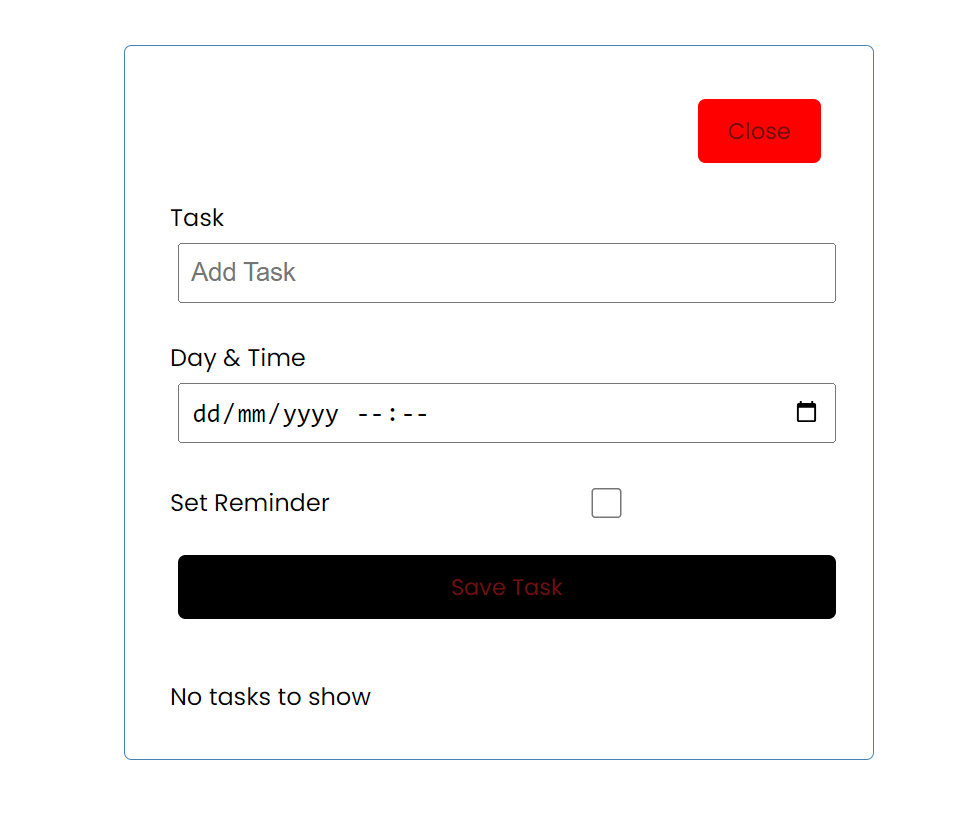 Close
Task
Add Task
Day & Time
dd/mm/yyyy --:--
Set Reminder
Save Task
No tasks to show